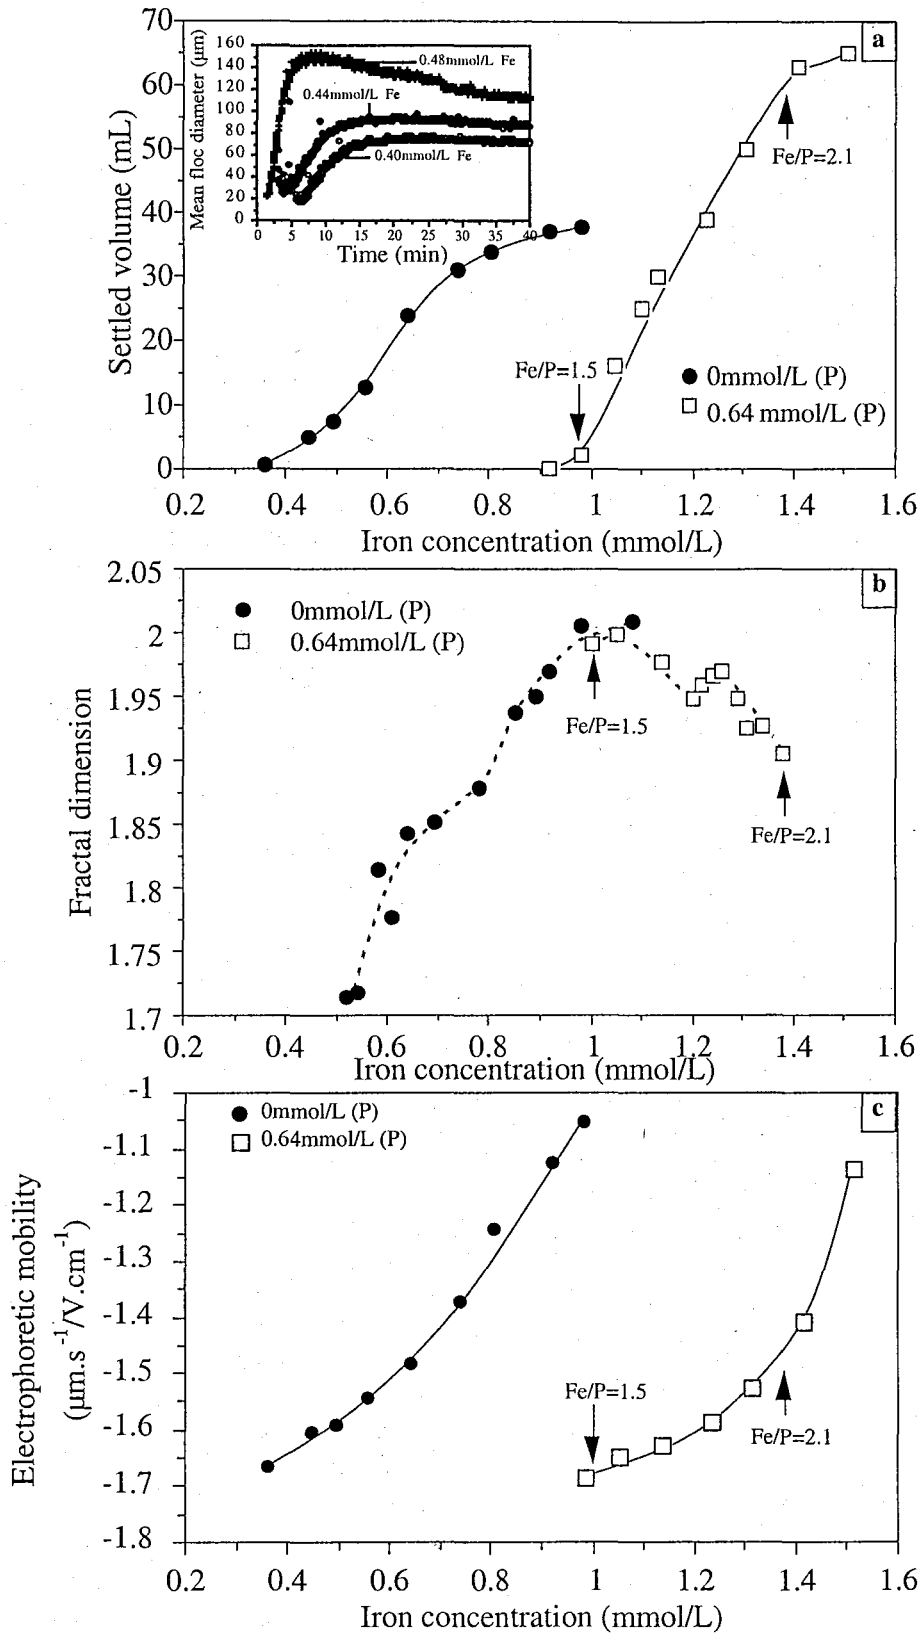 70
60
50
40
30
20
10
0
Settled volume (mL)
a
160
140
120
100
80
60
40
20
0
Mean floc diameter (µm)
0.48mmol/L Fe
0.44mmol/L Fe
0.40mmol/L Fe
0 5 10 15 20 25 30 35 40
Time (min)
Fe/P=2.1
Fe/P=1.5
0mmol/L (P)
0.64 mmol/L (P)
0.2 0.4 0.6 0.8 1 1.2 1.4 1.6
Iron concentration (mmol/L)
2.05
2
1.95
1.9
1.85
1.8
1.75
1.7
Fractal dimension
b
0mmol/L (P)
0.64mmol/L (P)
Fe/P=1.5
Fe/P=2.1
0.2 0.4 0.6 0.8 1 1.2 1.4 1.6
Iron concentration (mmol/L)
-1
-1.1
-1.2
-1.3
-1.4
-1.5
-1.6
-1.7
-1.8
Electrophoretic mobility
(µm.s⁻¹/V.cm⁻¹)
c
0mmol/L (P)
0.64mmol/L (P)
Fe/P=1.5
Fe/P=2.1
0.2 0.4 0.6 0.8 1 1.2 1.4 1.6
Iron concentration (mmol/L)